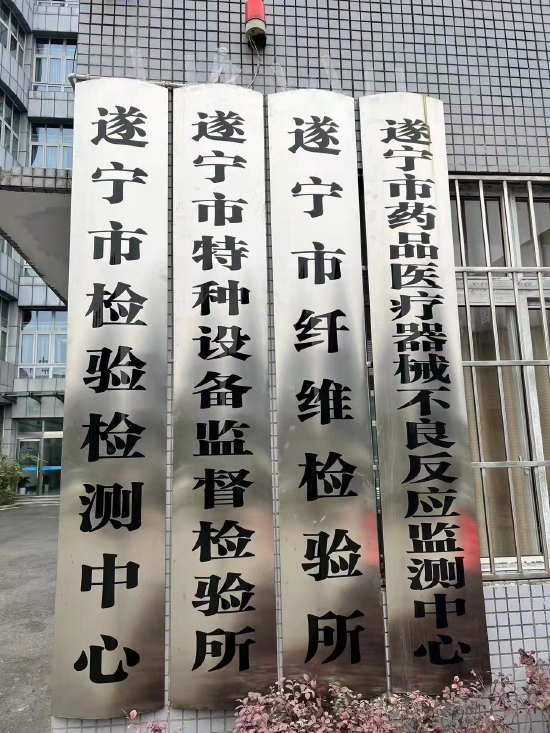 遂宁市检验检测中心
遂宁市特种设备监督检验所
遂宁市纤维检验所
遂宁市药品医疗器械不良反应监测中心